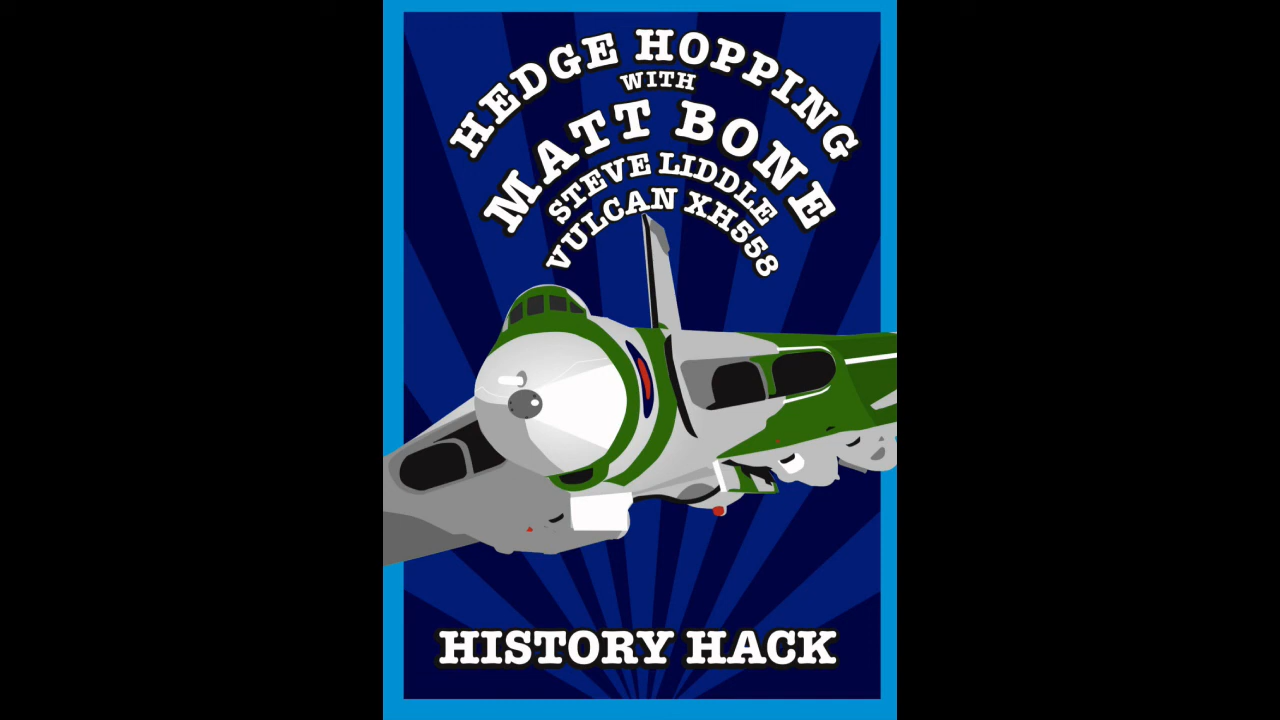 HEDGE HOPPING
WITH
MATT BONE
STEVE LIDDLE
VULCAN XH558
HISTORY HACK